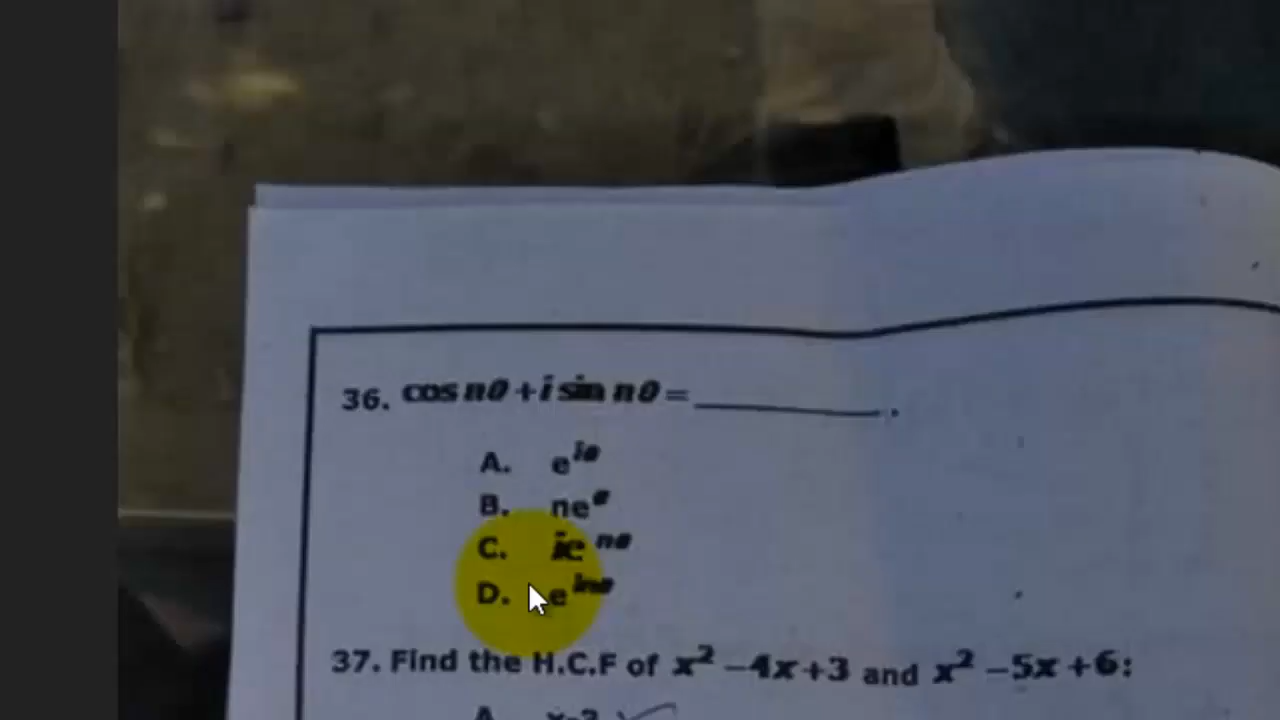 36. cos nθ + i sin nθ = ________.
A. e^{iθ}
B. ne^{θ}
C. ie^{nθ}
D. e^{inθ}
37. Find the H.C.F of x² – 4x + 3 and x² – 5x + 6:
A. x-3